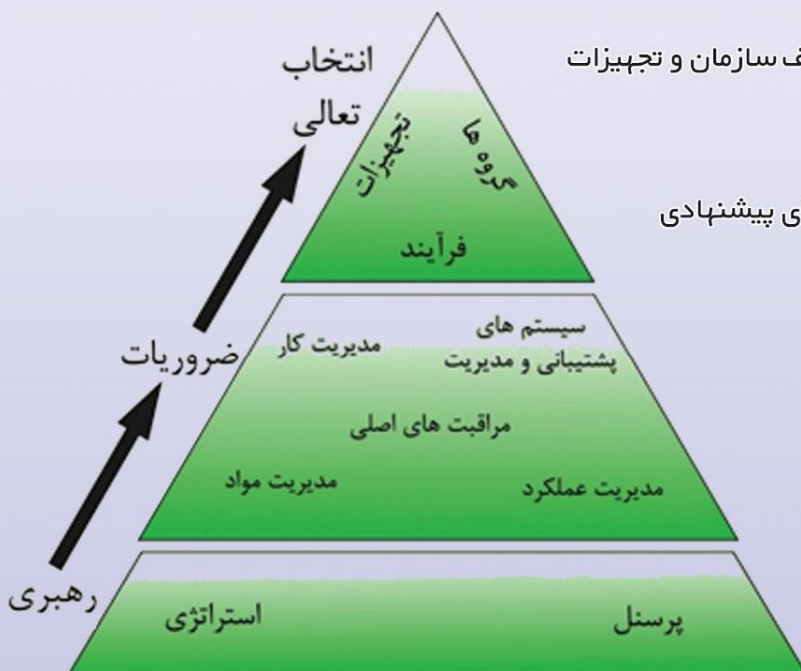 انتخاب
تعالی
ف سازمان و تجهیزات
ی پیشنهادی
تجهیزات
گروه ها
فرآیند
ضروریات
مدیریت کار
سیستم های
پشتیبانی و مدیریت
مراقبت های اصلی
مدیریت مواد
مدیریت عملکرد
رهبری
استراتژی
پرسنل